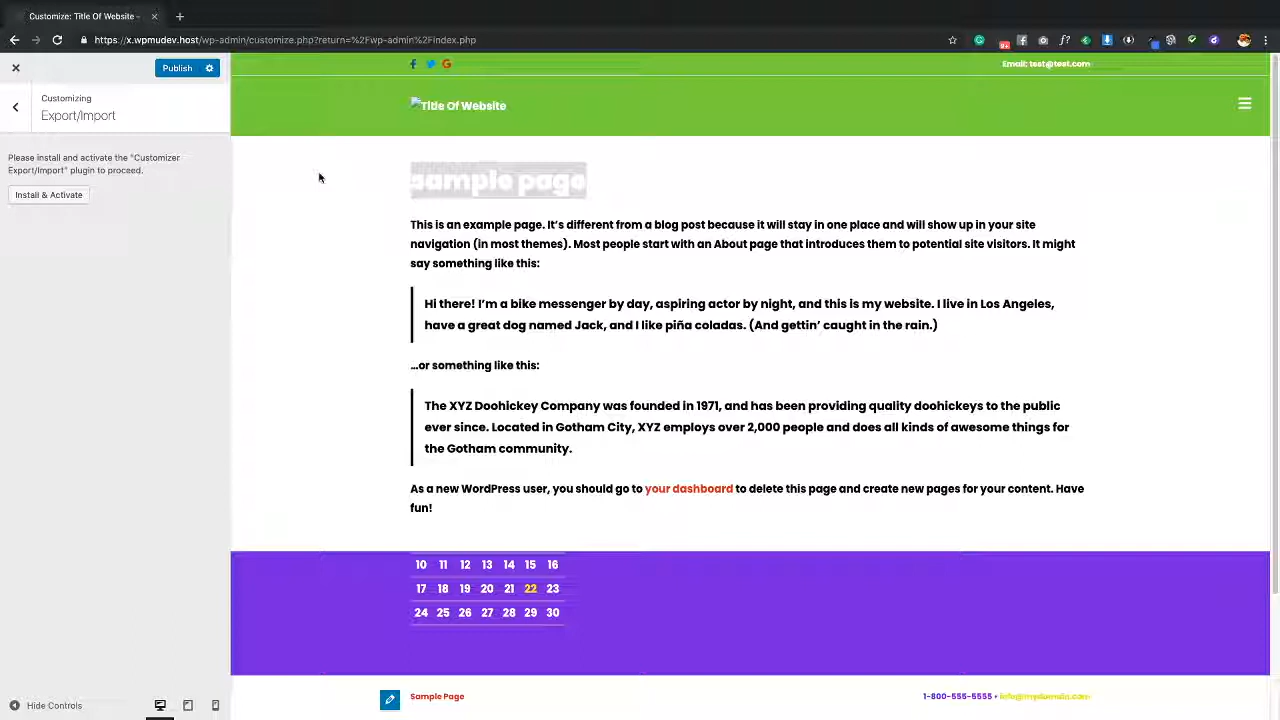 Customize: Title Of Website -
https://x.wpmudev.host/wp-admin/customize.php?return=%2Fwp-admin%2Findex.php
Publish
Email: test@test.com
Customizing
Export/Import
Title Of Website
Please install and activate the "Customizer
Export/Import" plugin to proceed.
Install & Activate
sample page
This is an example page. It's different from a blog post because it will stay in one place and will show up in your site
navigation (in most themes). Most people start with an About page that introduces them to potential site visitors. It might
say something like this:
Hi there! I'm a bike messenger by day, aspiring actor by night, and this is my website. I live in Los Angeles,
have a great dog named Jack, and I like piña coladas. (And gettin' caught in the rain.)
…or something like this:
The XYZ Doohickey Company was founded in 1971, and has been providing quality doohickeys to the public
ever since. Located in Gotham City, XYZ employs over 2,000 people and does all kinds of awesome things for
the Gotham community.
As a new WordPress user, you should go to your dashboard to delete this page and create new pages for your content. Have
fun!
10 11 12 13 14 15 16
17 18 19 20 21 22 23
24 25 26 27 28 29 30
Hide Controls
Sample Page
1-800-555-5555 •